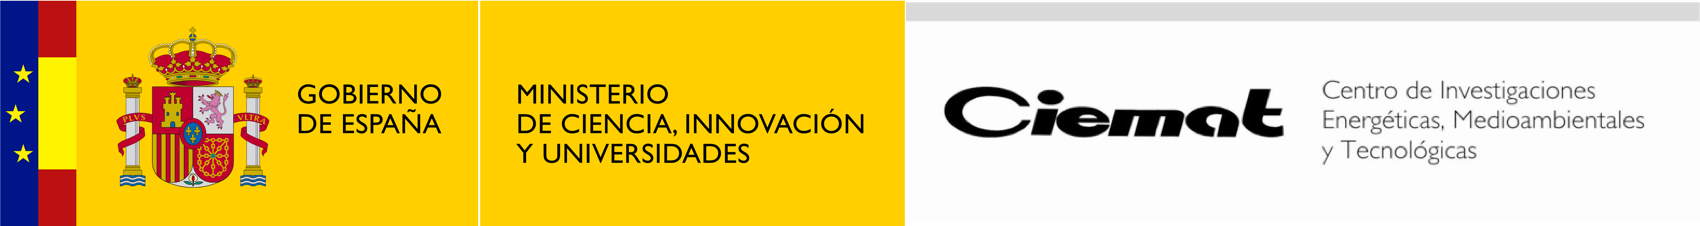 PLVS
VLTRA
GOBIERNO
DE ESPAÑA
MINISTERIO
DE CIENCIA, INNOVACIÓN
Y UNIVERSIDADES
Ciemat
Centro de Investigaciones
Energéticas, Medioambientales
y Tecnológicas